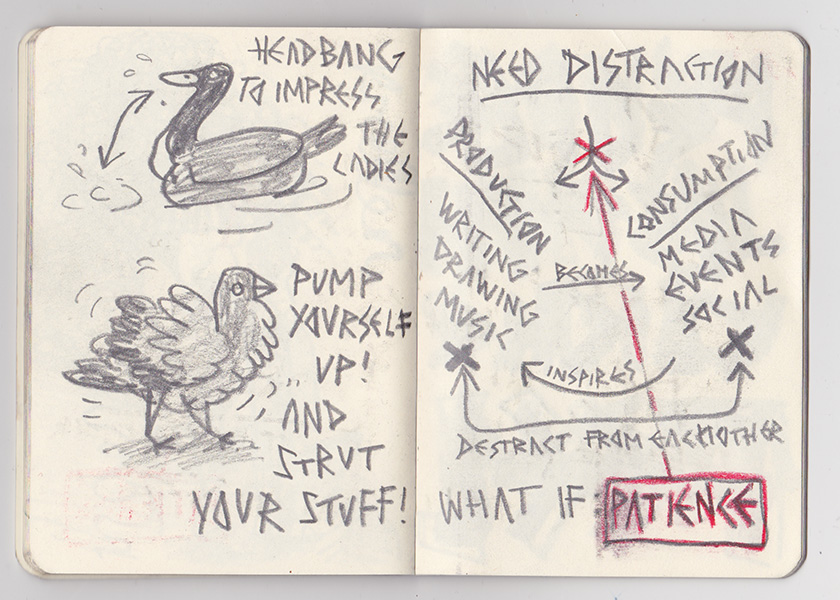 HEADBANG
TO IMPRESS
THE
LADIES
PUMP
YOURSELF
UP!
AND
STRUT
YOUR STUFF!
NEED DISTRACTION
PRODUCTION
WRITING
DRAWING
MUSIC
BECOMES
CONSUMPTION
MEDIA
EVENTS
SOCIAL
INSPIRES
DESTRACT FROM EACHOTHER
WHAT IF PATIENCE